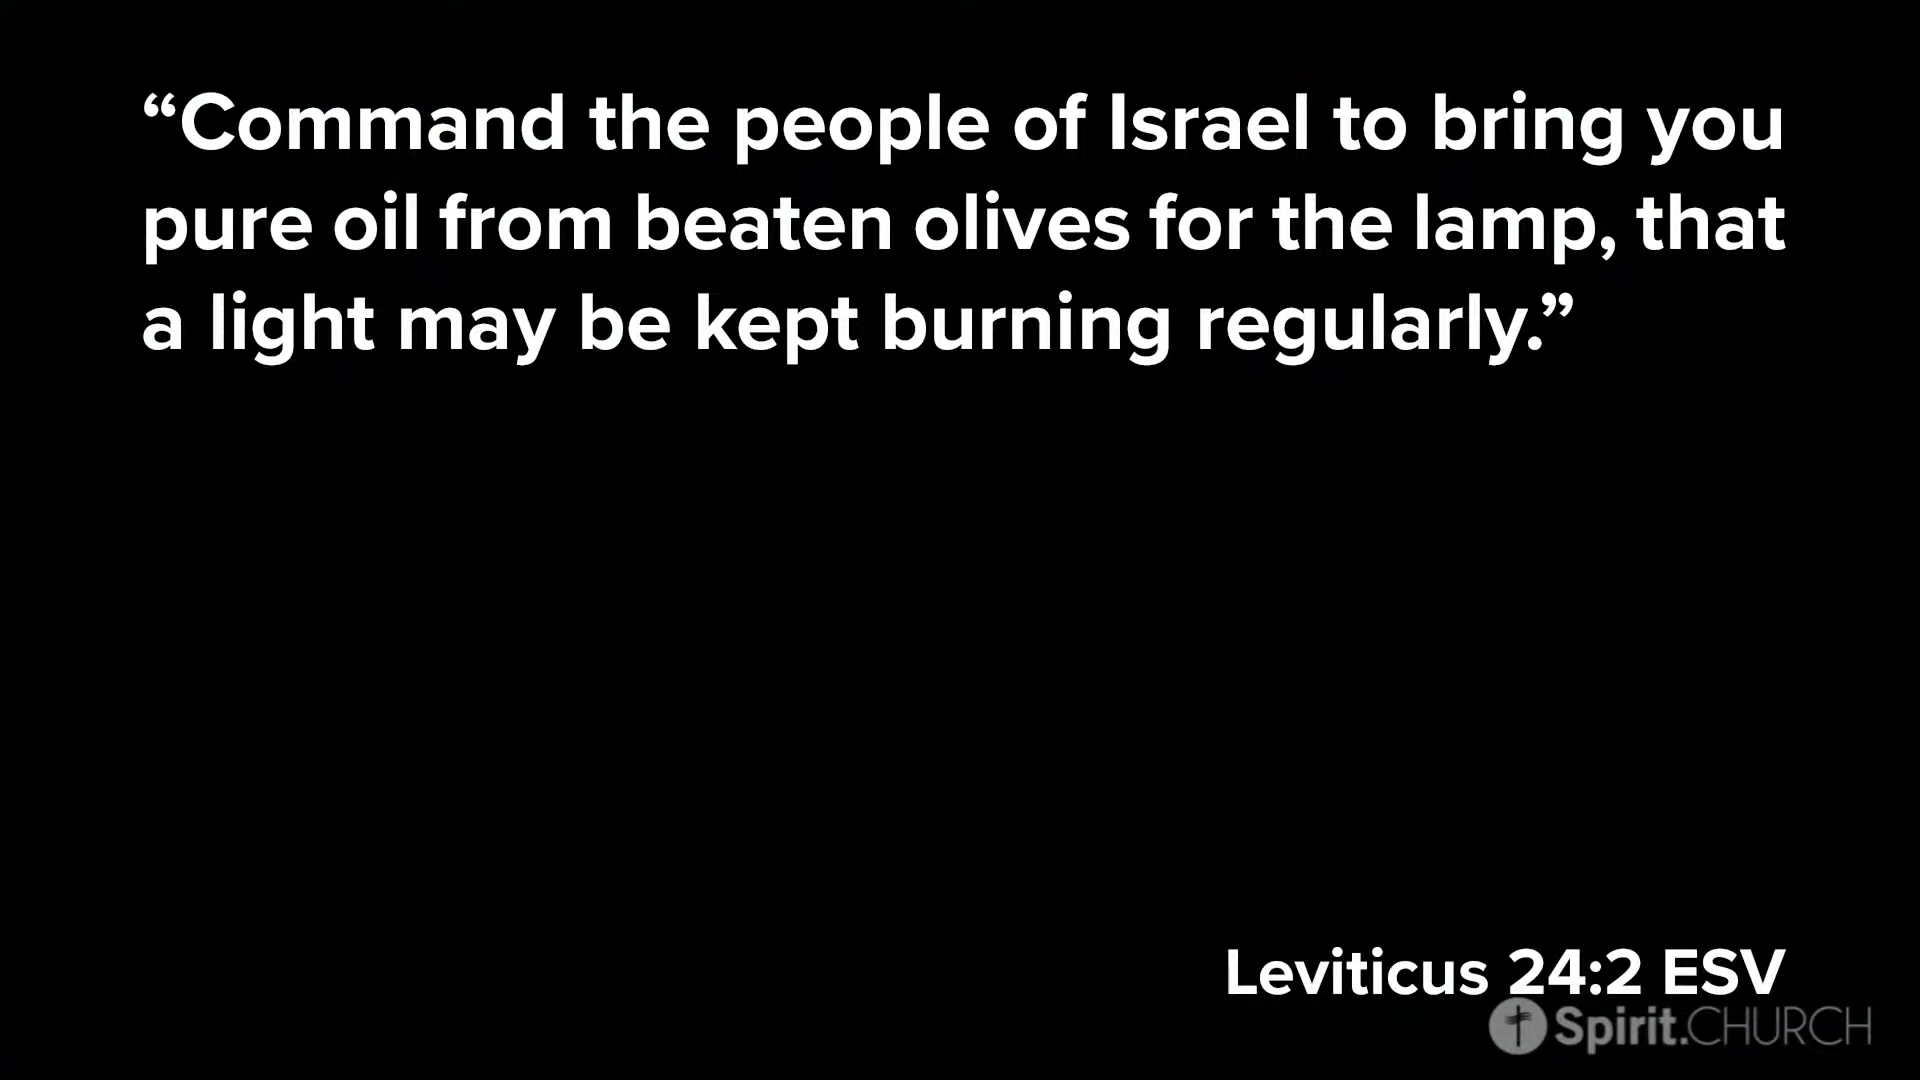 “Command the people of Israel to bring you
pure oil from beaten olives for the lamp, that
a light may be kept burning regularly.”
Leviticus 24:2 ESV
Spirit.CHURCH